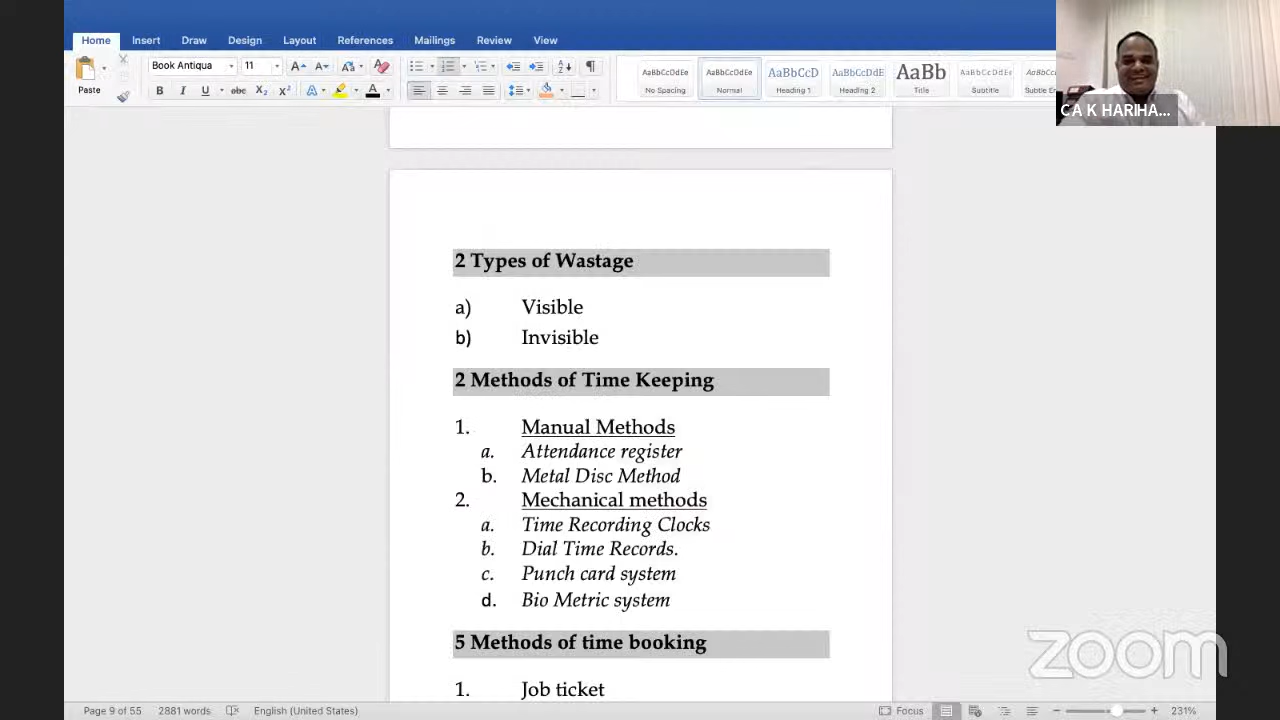 Home Insert Draw Design Layout References Mailings Review View
Paste
Book Antiqua 11
AaBbCcDdEe AaBbCcDdEe AaBbCcD AaBbCcDdE AaBb AaBbCcDdEe AaBbCcD
No Spacing Normal Heading 1 Heading 2 Title Subtitle Subtle Em
C A K HARIHA...
2 Types of Wastage
a) Visible
b) Invisible
2 Methods of Time Keeping
1. Manual Methods
a. Attendance register
b. Metal Disc Method
2. Mechanical methods
a. Time Recording Clocks
b. Dial Time Records.
c. Punch card system
d. Bio Metric system
5 Methods of time booking
1. Job ticket
zoom
Page 9 of 55 2881 words English (United States) Focus 231%